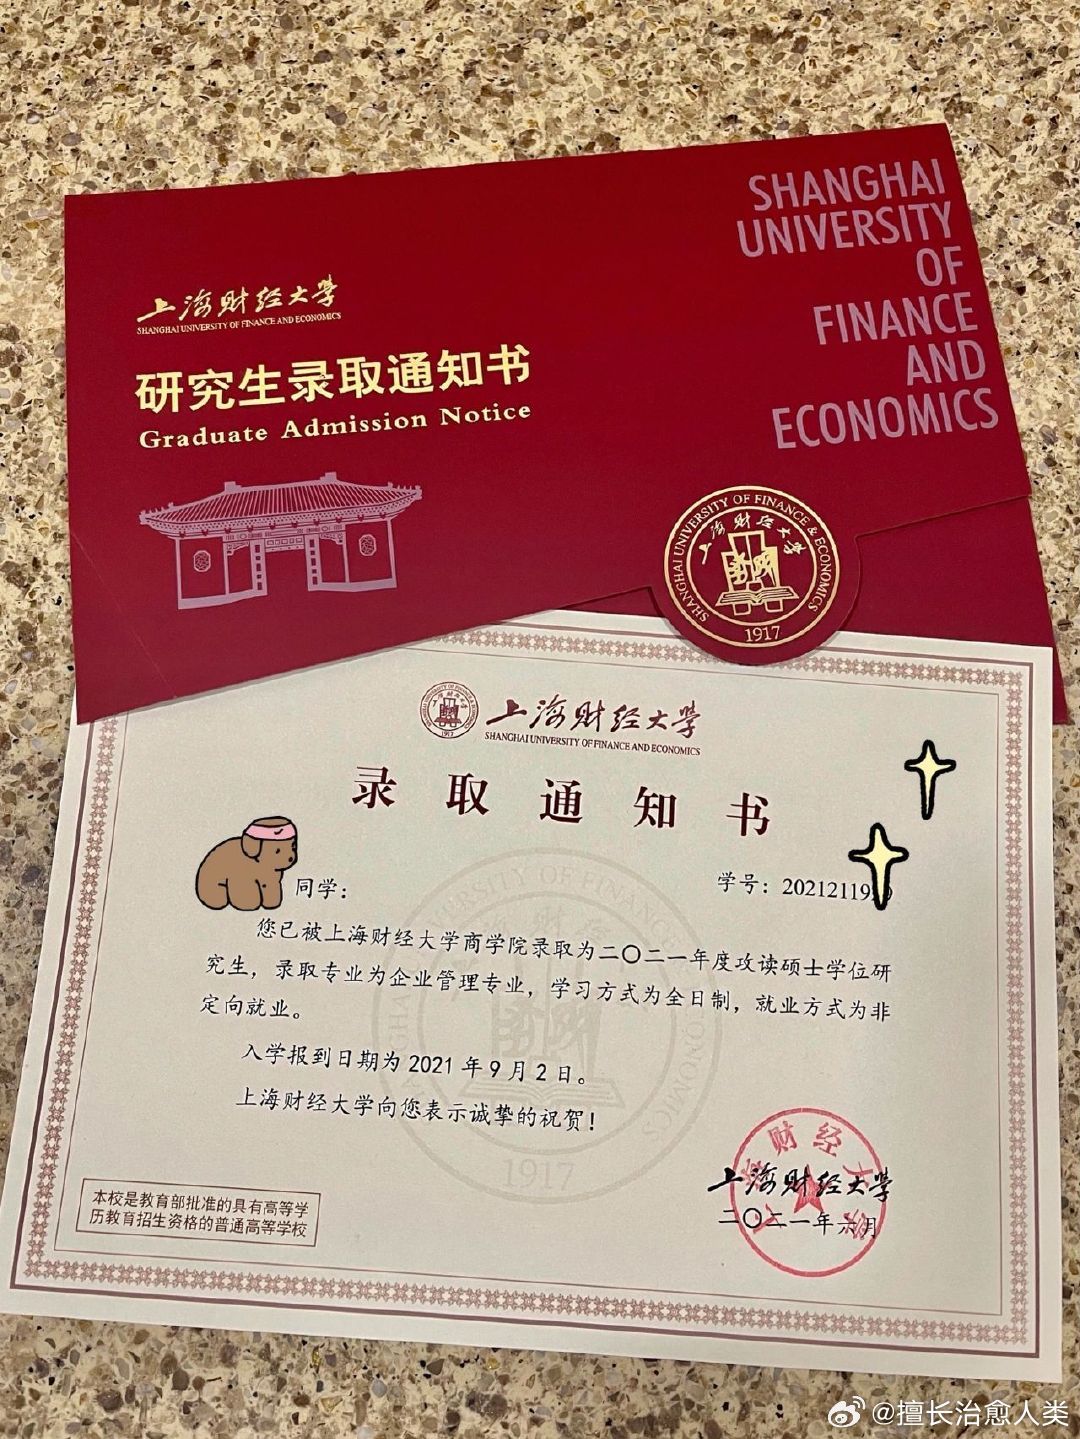 SHANGHAI
UNIVERSITY
OF
FINANCE
AND
ECONOMICS
上海财经大学
SHANGHAI UNIVERSITY OF FINANCE AND ECONOMICS
研究生录取通知书
Graduate Admission Notice
SHANGHAI UNIVERSITY OF FINANCE & ECONOMICS
上海财经大学
1917
上海财经大学
SHANGHAI UNIVERSITY OF FINANCE AND ECONOMICS
录取通知书
同学：
学号：20212119
您已被上海财经大学商学院录取为二〇二一年度攻读硕士学位研
究生，录取专业为企业管理专业，学习方式为全日制，就业方式为非
定向就业。
入学报到日期为 2021 年 9 月 2 日。
上海财经大学向您表示诚挚的祝贺！
1917
本校是教育部批准的具有高等学
历教育招生资格的普通高等学校
上海财经大学
二〇二一年六月
@擅长治愈人类